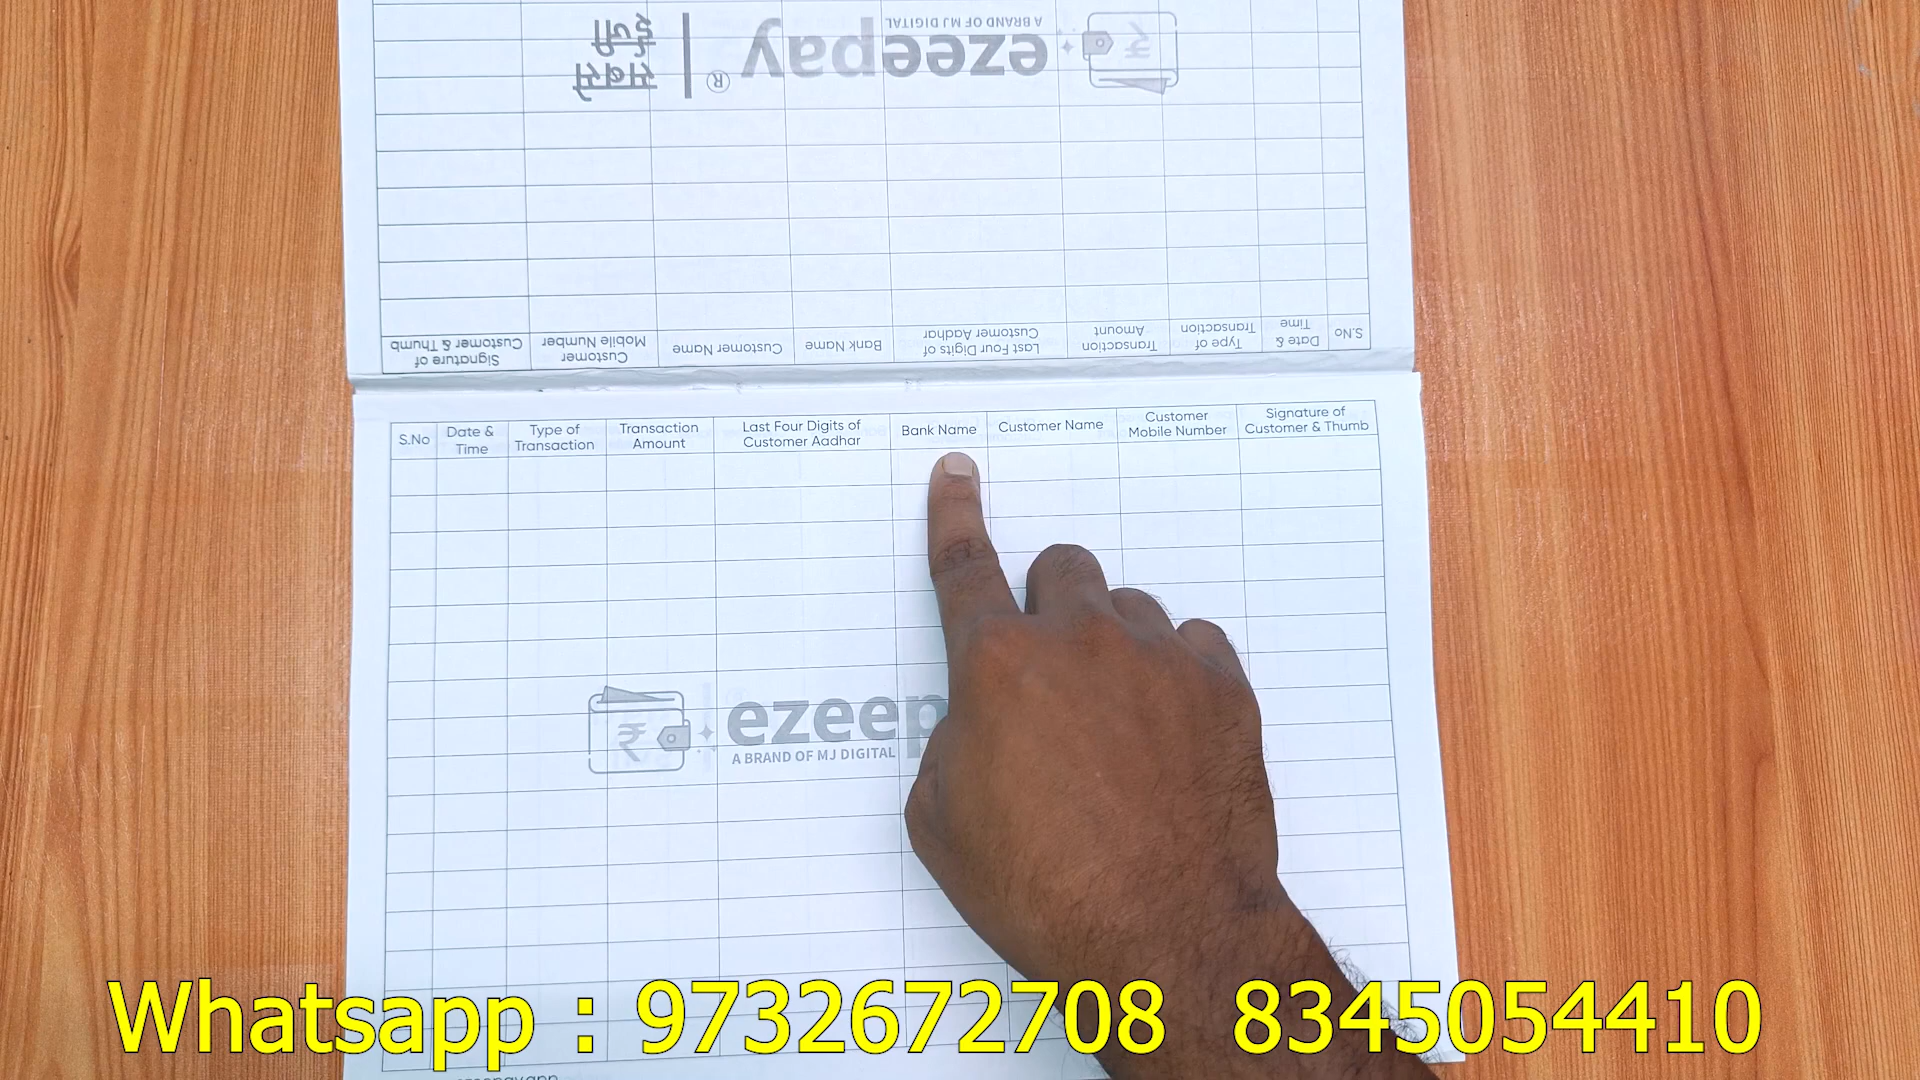 सबसे
ईज़ी
ezeepay ®
A BRAND OF MJ DIGITAL
S.No
Date &
Time
Type of
Transaction
Transaction
Amount
Last Four Digits of
Customer Aadhar
Bank Name
Customer Name
Customer
Mobile Number
Signature of
Customer & Thumb
S.No
Date &
Time
Type of
Transaction
Transaction
Amount
Last Four Digits of
Customer Aadhar
Bank Name
Customer Name
Customer
Mobile Number
Signature of
Customer & Thumb
ezeep
A BRAND OF MJ DIGITAL
Whatsapp : 9732672708 8345054410